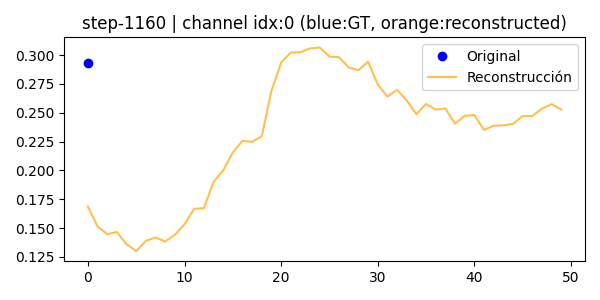 step-1160 | channel idx:0 (blue:GT, orange:reconstructed)
Original
Reconstrucción
0.300
0.275
0.250
0.225
0.200
0.175
0.150
0.125
0 10 20 30 40 50